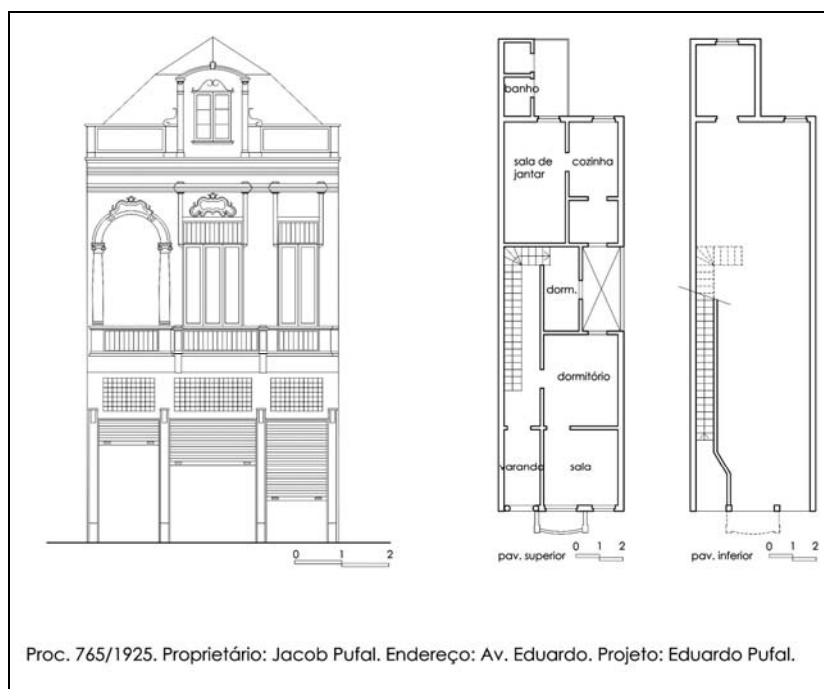 banho
sala de
jantar
cozinha
dorm.
dormitório
varanda
sala
0 1 2
pav. superior 0 1 2
pav. inferior 0 1 2
Proc. 765/1925. Proprietário: Jacob Pufal. Endereço: Av. Eduardo. Projeto: Eduardo Pufal.